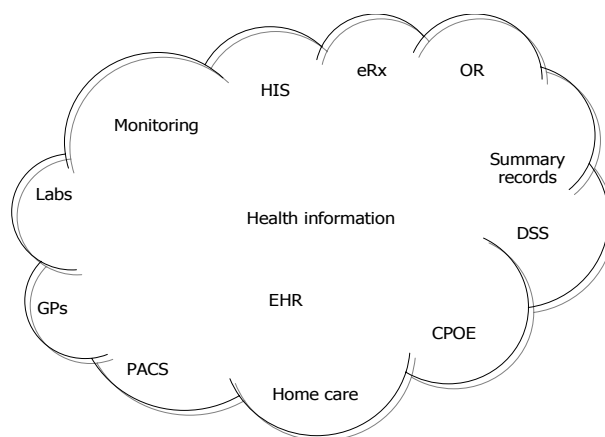 eRx
OR
HIS
Monitoring
Summary
records
Labs
Health information
DSS
EHR
GPs
CPOE
PACS
Home care